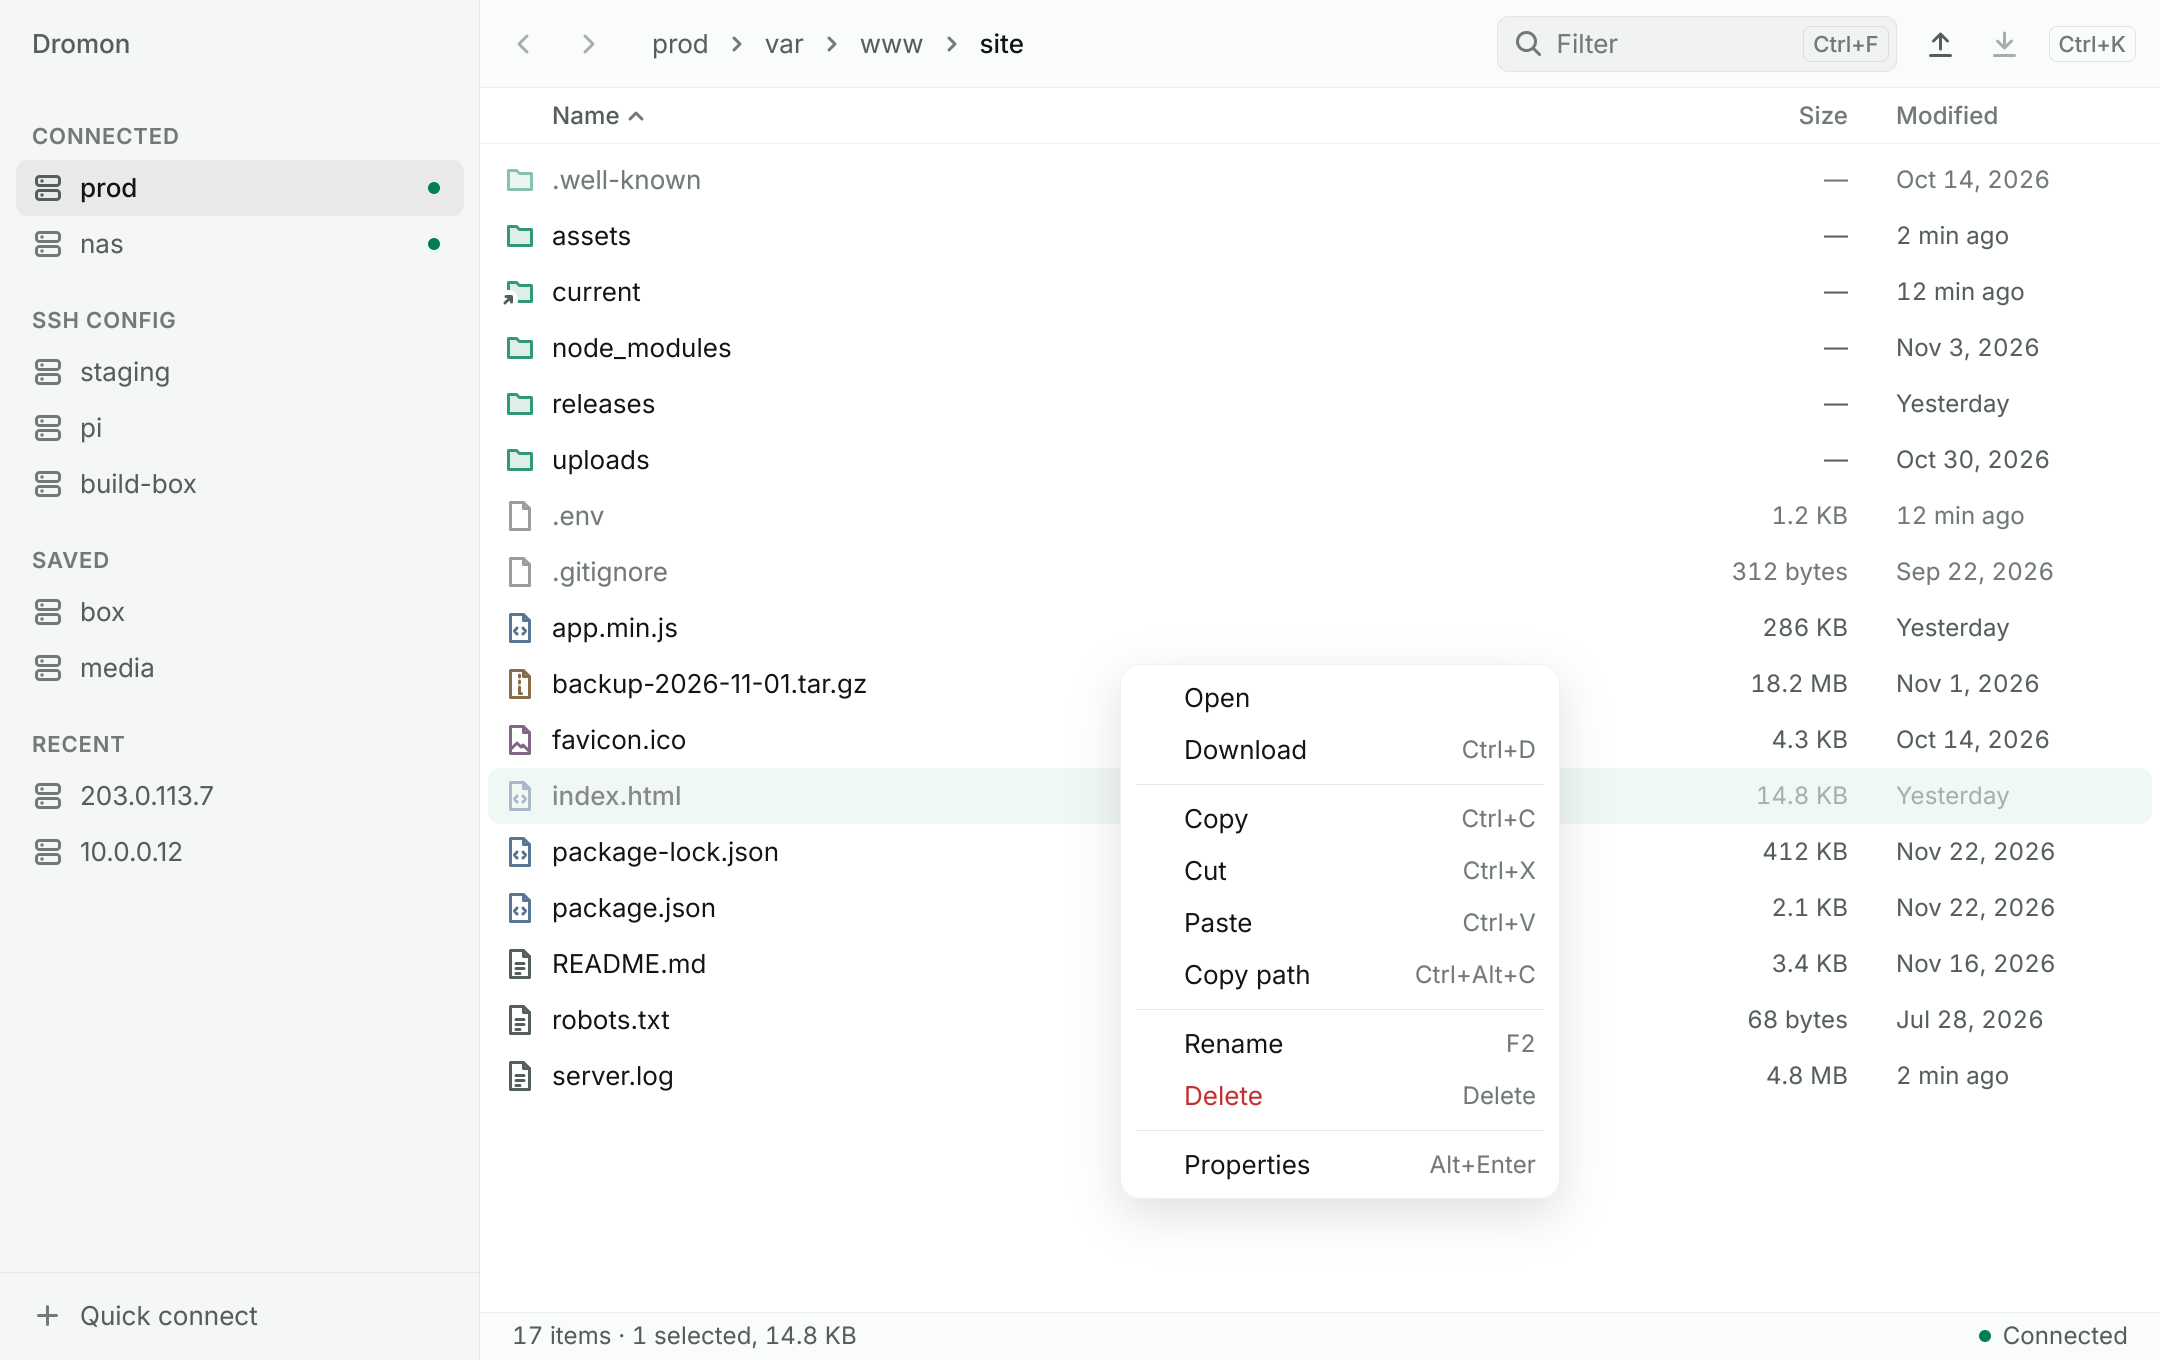 Dromon
CONNECTED
prod
nas
SSH CONFIG
staging
pi
build-box
SAVED
box
media
RECENT
203.0.113.7
10.0.0.12
Quick connect
prod > var > www > site
Filter Ctrl+F
Ctrl+K
Name Size Modified
.well-known — Oct 14, 2026
assets — 2 min ago
current — 12 min ago
node_modules — Nov 3, 2026
releases — Yesterday
uploads — Oct 30, 2026
.env 1.2 KB 12 min ago
.gitignore 312 bytes Sep 22, 2026
app.min.js 286 KB Yesterday
backup-2026-11-01.tar.gz 18.2 MB Nov 1, 2026
favicon.ico 4.3 KB Oct 14, 2026
index.html 14.8 KB Yesterday
package-lock.json 412 KB Nov 22, 2026
package.json 2.1 KB Nov 22, 2026
README.md 3.4 KB Nov 16, 2026
robots.txt 68 bytes Jul 28, 2026
server.log 4.8 MB 2 min ago
Open
Download Ctrl+D
Copy Ctrl+C
Cut Ctrl+X
Paste Ctrl+V
Copy path Ctrl+Alt+C
Rename F2
Delete Delete
Properties Alt+Enter
17 items · 1 selected, 14.8 KB
Connected